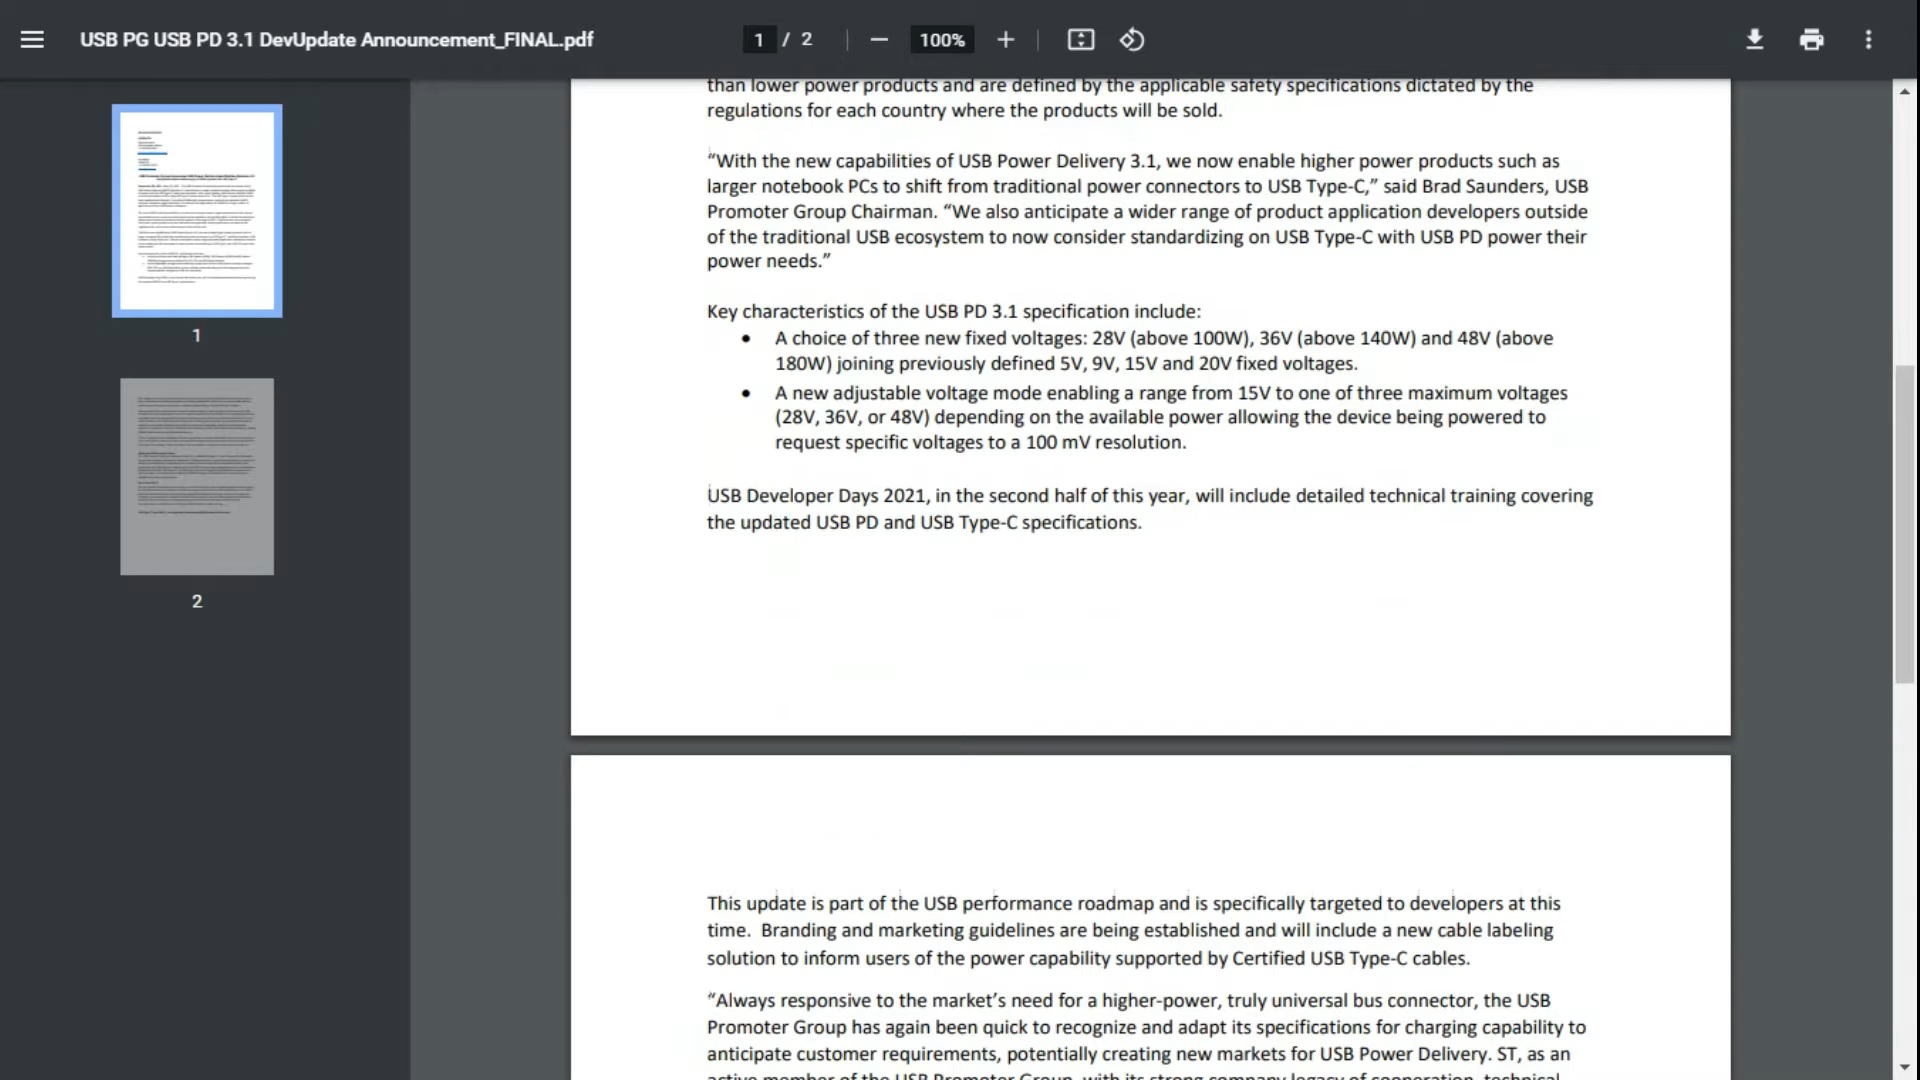 USB PG USB PD 3.1 DevUpdate Announcement_FINAL.pdf
1 / 2
100%
1
2
than lower power products and are defined by the applicable safety specifications dictated by the
regulations for each country where the products will be sold.
“With the new capabilities of USB Power Delivery 3.1, we now enable higher power products such as
larger notebook PCs to shift from traditional power connectors to USB Type-C,” said Brad Saunders, USB
Promoter Group Chairman. “We also anticipate a wider range of product application developers outside
of the traditional USB ecosystem to now consider standardizing on USB Type-C with USB PD power their
power needs.”
Key characteristics of the USB PD 3.1 specification include:
• A choice of three new fixed voltages: 28V (above 100W), 36V (above 140W) and 48V (above
180W) joining previously defined 5V, 9V, 15V and 20V fixed voltages.
• A new adjustable voltage mode enabling a range from 15V to one of three maximum voltages
(28V, 36V, or 48V) depending on the available power allowing the device being powered to
request specific voltages to a 100 mV resolution.
USB Developer Days 2021, in the second half of this year, will include detailed technical training covering
the updated USB PD and USB Type-C specifications.
This update is part of the USB performance roadmap and is specifically targeted to developers at this
time.  Branding and marketing guidelines are being established and will include a new cable labeling
solution to inform users of the power capability supported by Certified USB Type-C cables.
“Always responsive to the market’s need for a higher-power, truly universal bus connector, the USB
Promoter Group has again been quick to recognize and adapt its specifications for charging capability to
anticipate customer requirements, potentially creating new markets for USB Power Delivery. ST, as an
active member of the USB Promoter Group, with its strong company legacy of cooperation, technical